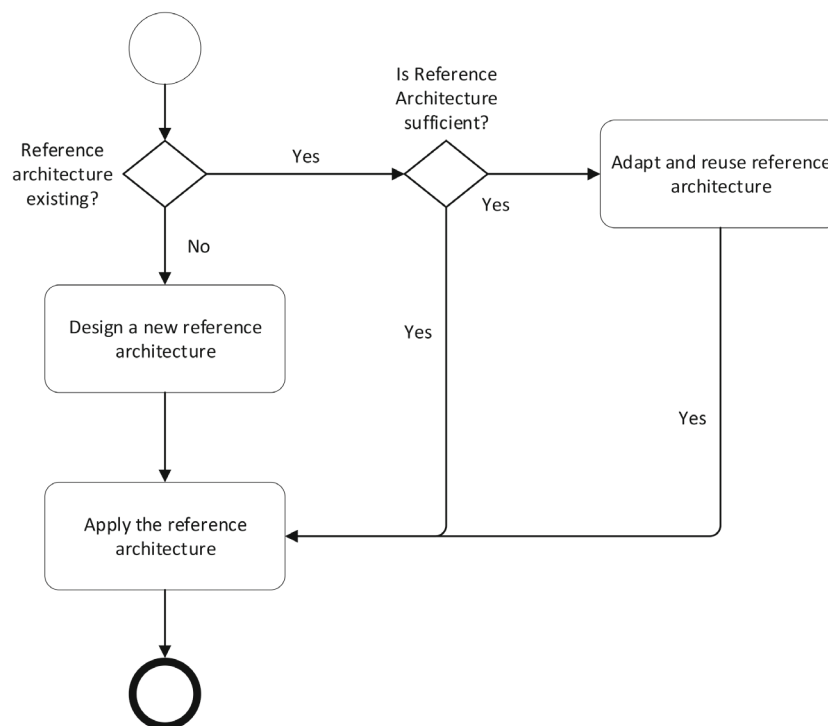 Is Reference
Architecture
sufficient?
Reference
architecture
existing?
Yes
Yes
Adapt and reuse reference
architecture
No
Design a new reference
architecture
Yes
Yes
Apply the reference
architecture